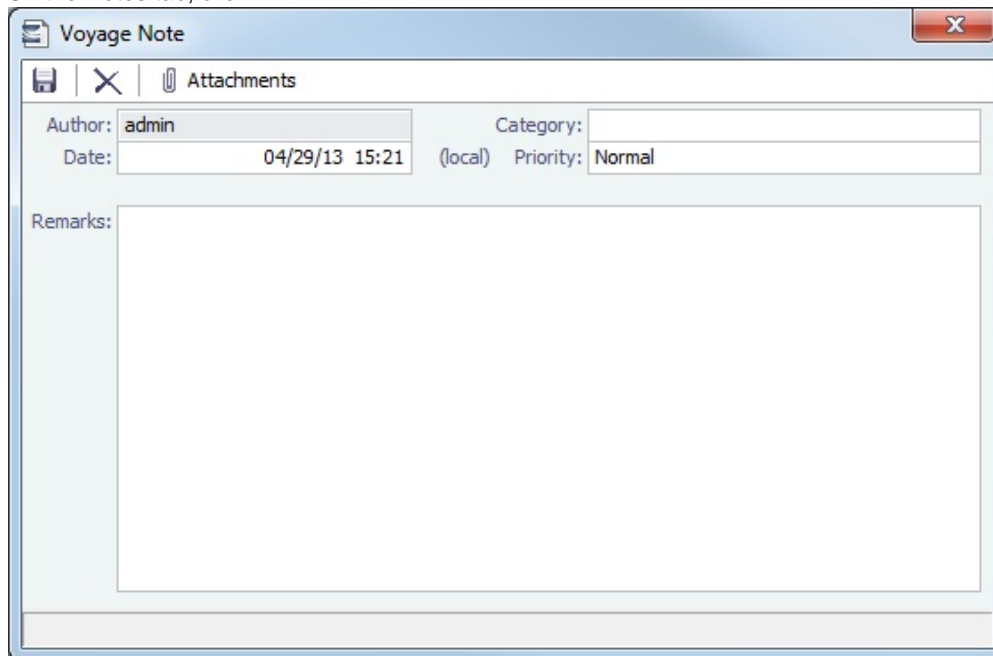 Voyage Note
Attachments
Author: admin Category:
Date: 04/29/13 15:21 (local) Priority: Normal
Remarks: